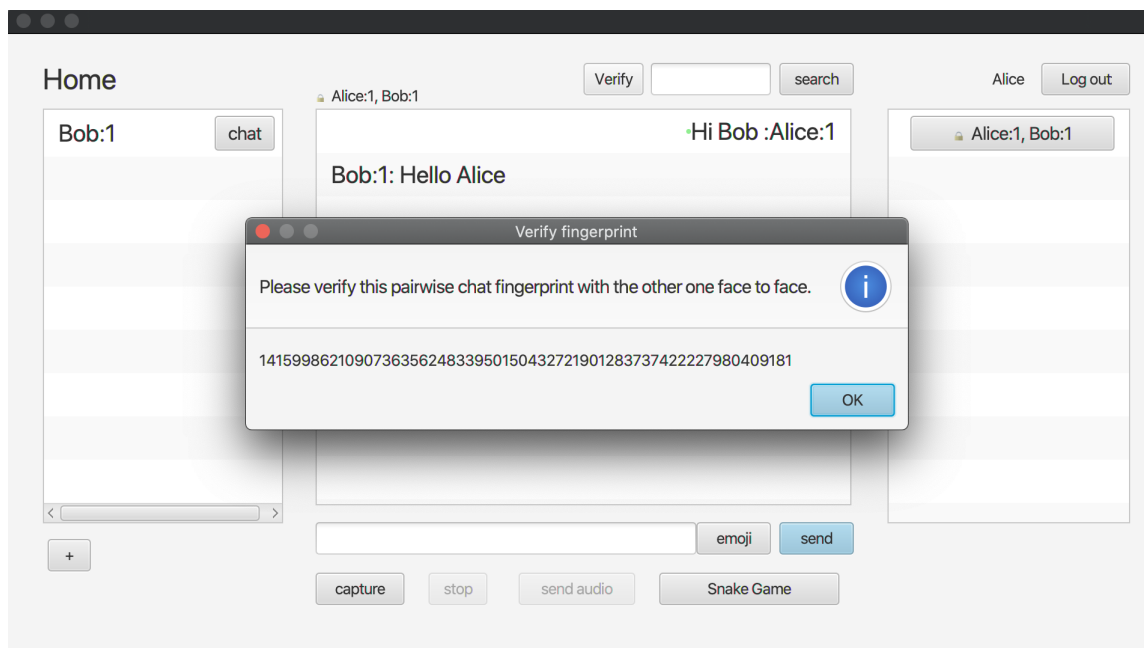 Home
Verify
search
Alice
Log out
Alice:1, Bob:1
Bob:1
chat
Hi Bob :Alice:1
Alice:1, Bob:1
Bob:1: Hello Alice
Verify fingerprint
Please verify this pairwise chat fingerprint with the other one face to face.
141599862109073635624833950150432721901283737422227980409181
OK
emoji
send
+
capture
stop
send audio
Snake Game